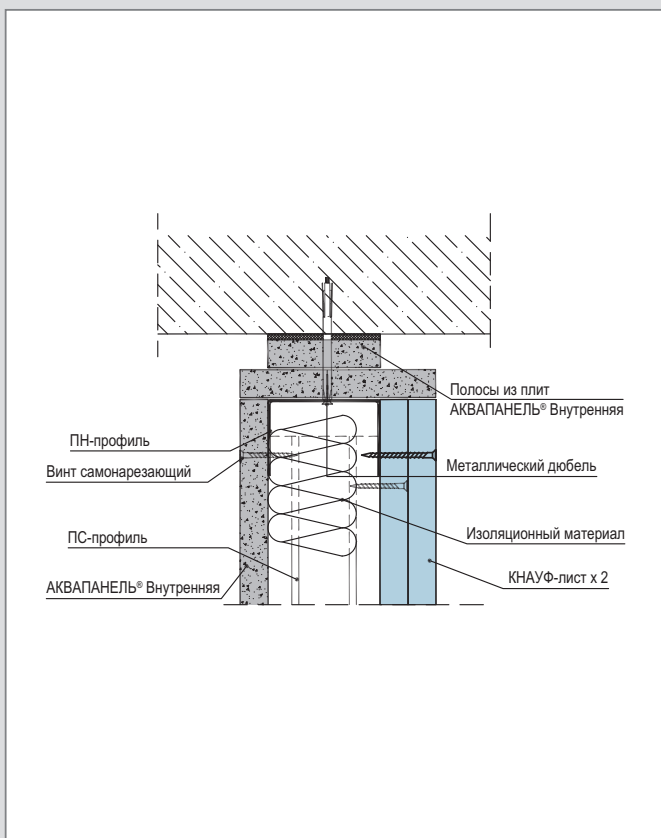 Полосы из плит
АКВАПАНЕЛЬ® Внутренняя
ПН-профиль
Винт самонарезающий
Металлический дюбель
ПС-профиль
Изоляционный материал
АКВАПАНЕЛЬ® Внутренняя
КНАУФ-лист х 2